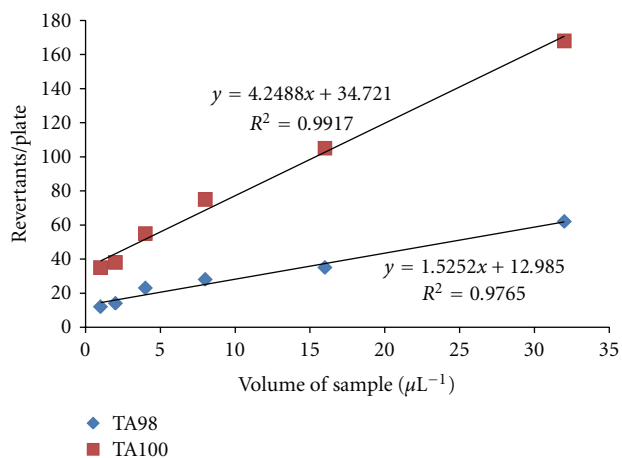 180
160
140
120
100
80
60
40
20
0
Revertants/plate
y = 4.2488x + 34.721
R² = 0.9917
y = 1.5252x + 12.985
R² = 0.9765
0 5 10 15 20 25 30 35
Volume of sample (μL⁻¹)
TA98
TA100